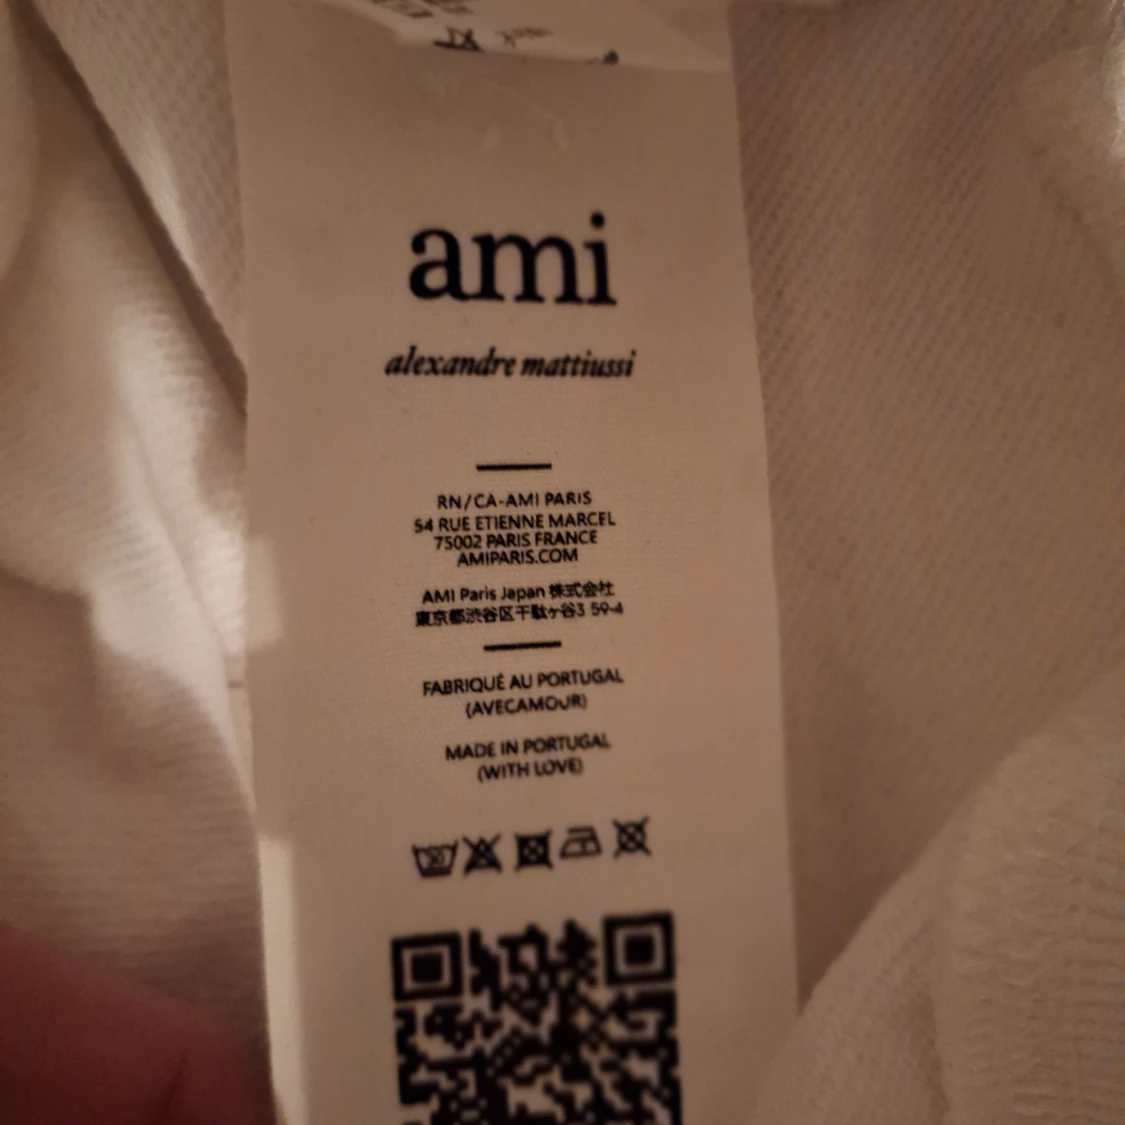 ami
alexandre mattiussi
RN/CA-AMI PARIS
54 RUE ETIENNE MARCEL
75002 PARIS FRANCE
AMIPARIS.COM
AMI Paris Japan 株式会社
東京都渋谷区千駄ヶ谷3 59-4
FABRIQUÉ AU PORTUGAL
(AVECAMOUR)
MADE IN PORTUGAL
(WITH LOVE)
30